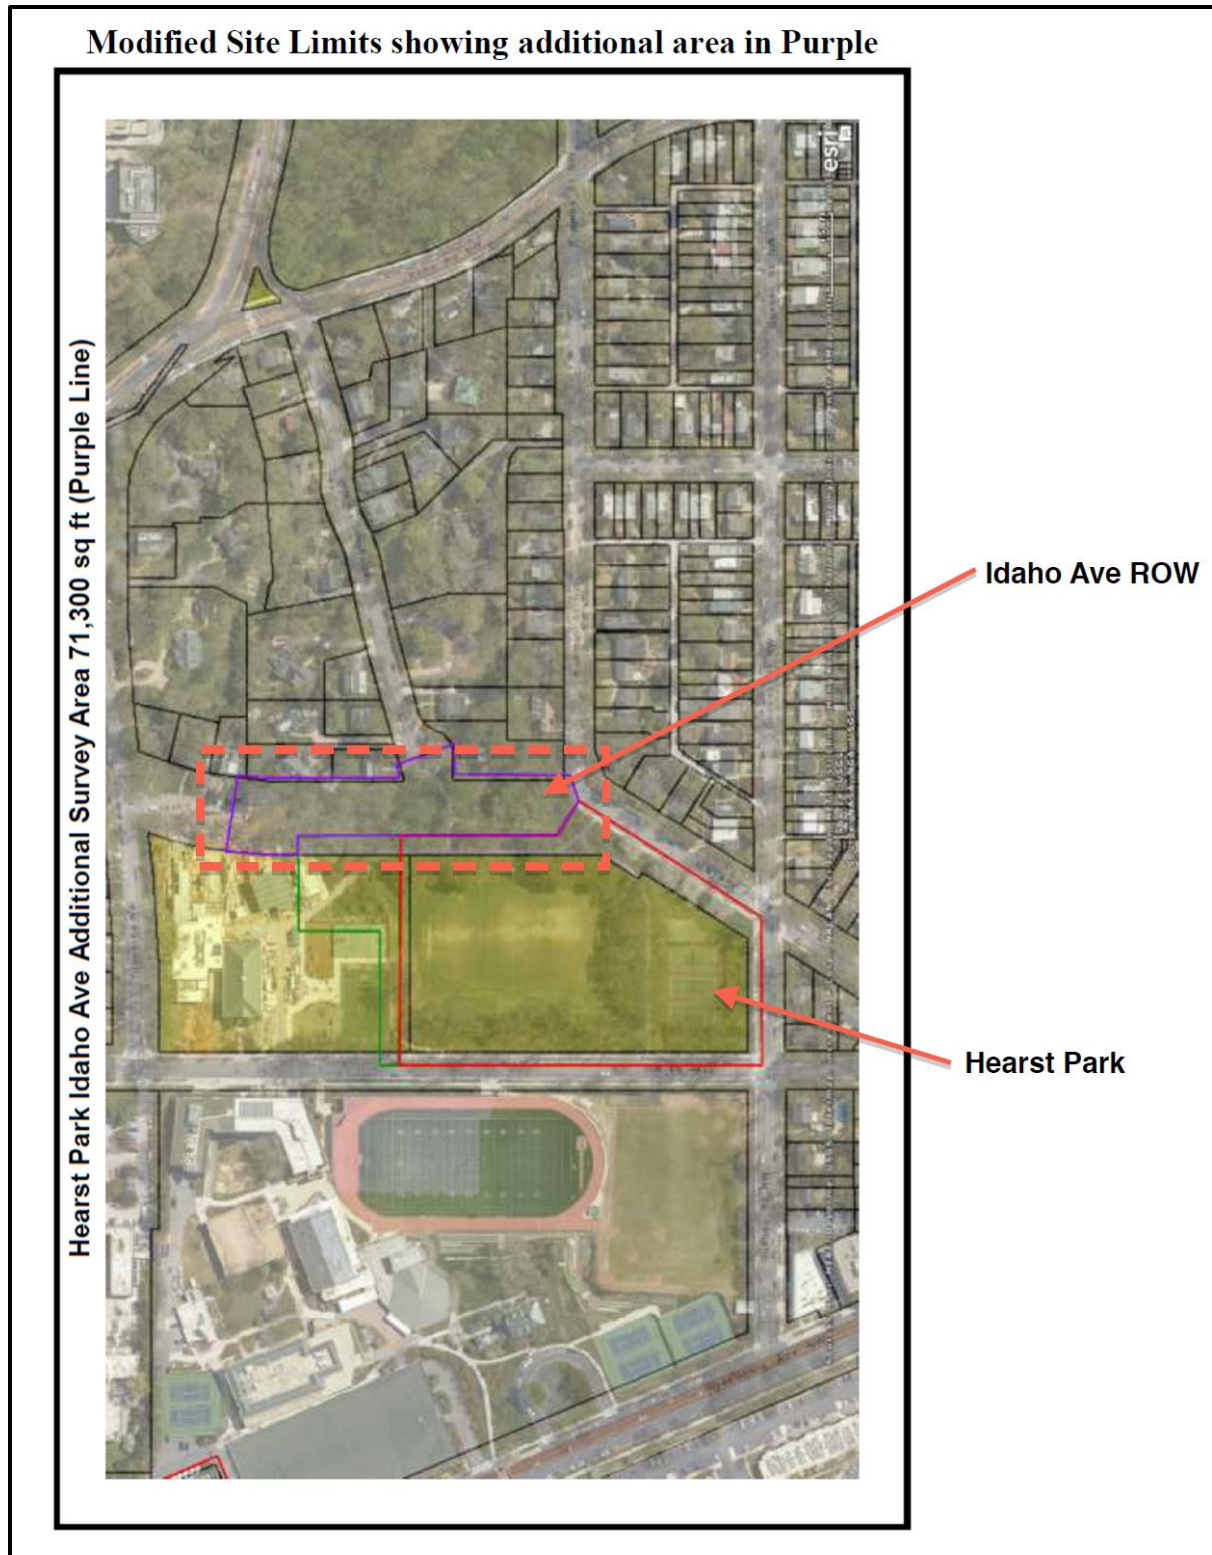 Modified Site Limits showing additional area in Purple
Hearst Park Idaho Ave Additional Survey Area 71,300 sq ft (Purple Line)
esri
Idaho Ave ROW
Hearst Park